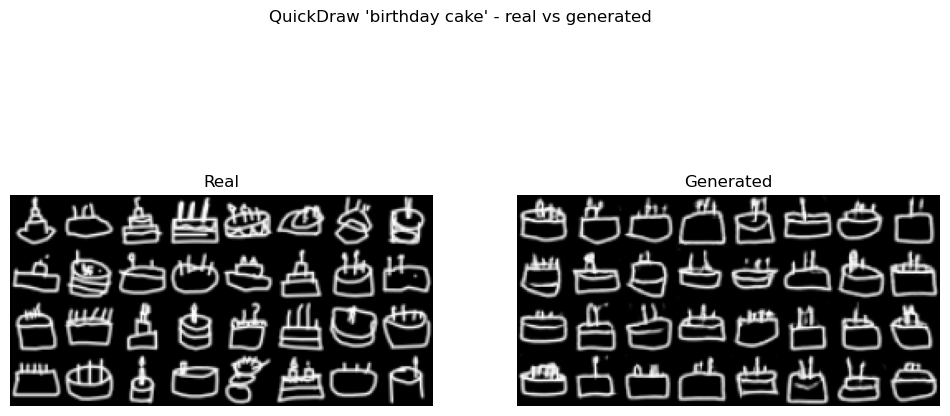 QuickDraw 'birthday cake' - real vs generated
Real
Generated